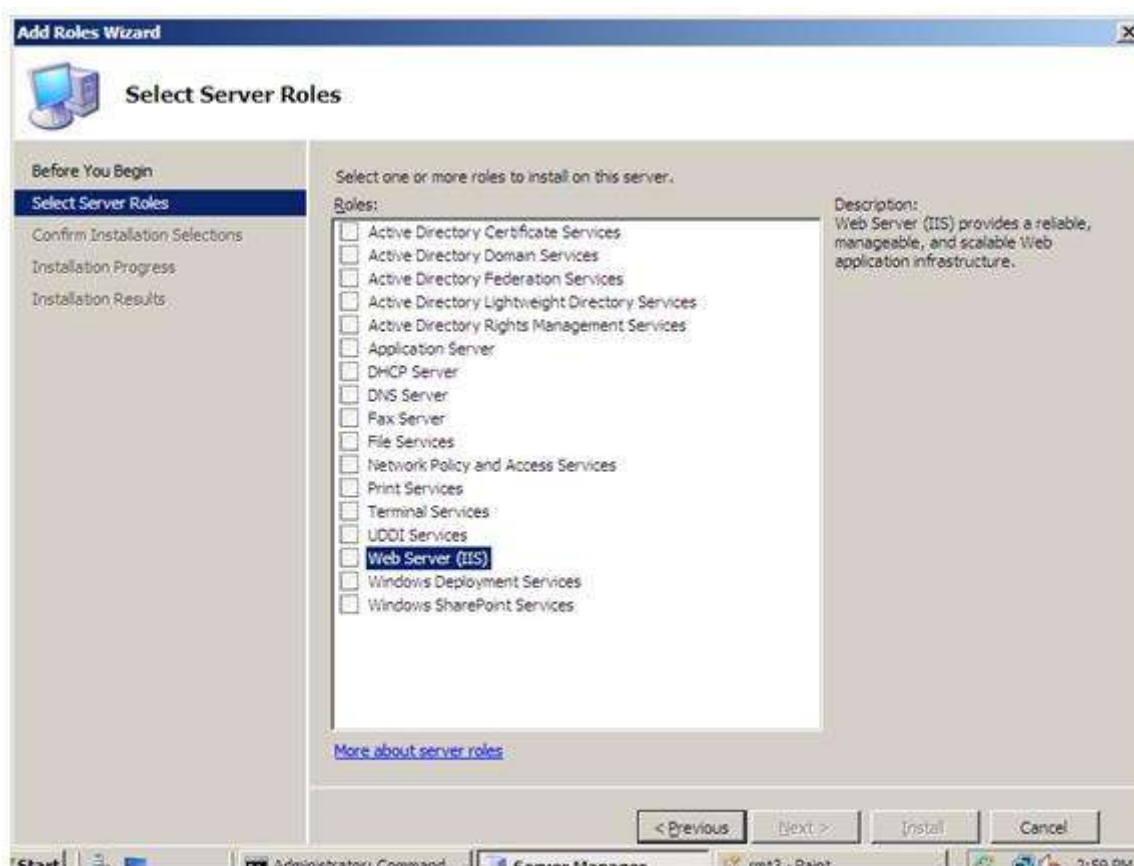 Add Roles Wizard
Select Server Roles
Before You Begin
Select Server Roles
Confirm Installation Selections
Installation Progress
Installation Results
Select one or more roles to install on this server.
Roles:
Active Directory Certificate Services
Active Directory Domain Services
Active Directory Federation Services
Active Directory Lightweight Directory Services
Active Directory Rights Management Services
Application Server
DHCP Server
DNS Server
Fax Server
File Services
Network Policy and Access Services
Print Services
Terminal Services
UDDI Services
Web Server (IIS)
Windows Deployment Services
Windows SharePoint Services
More about server roles
Description:
Web Server (IIS) provides a reliable,
manageable, and scalable Web
application infrastructure.
< Previous
Next >
Install
Cancel
Start
Administrator: Command
Server Manager
- Paint
2:59 PM